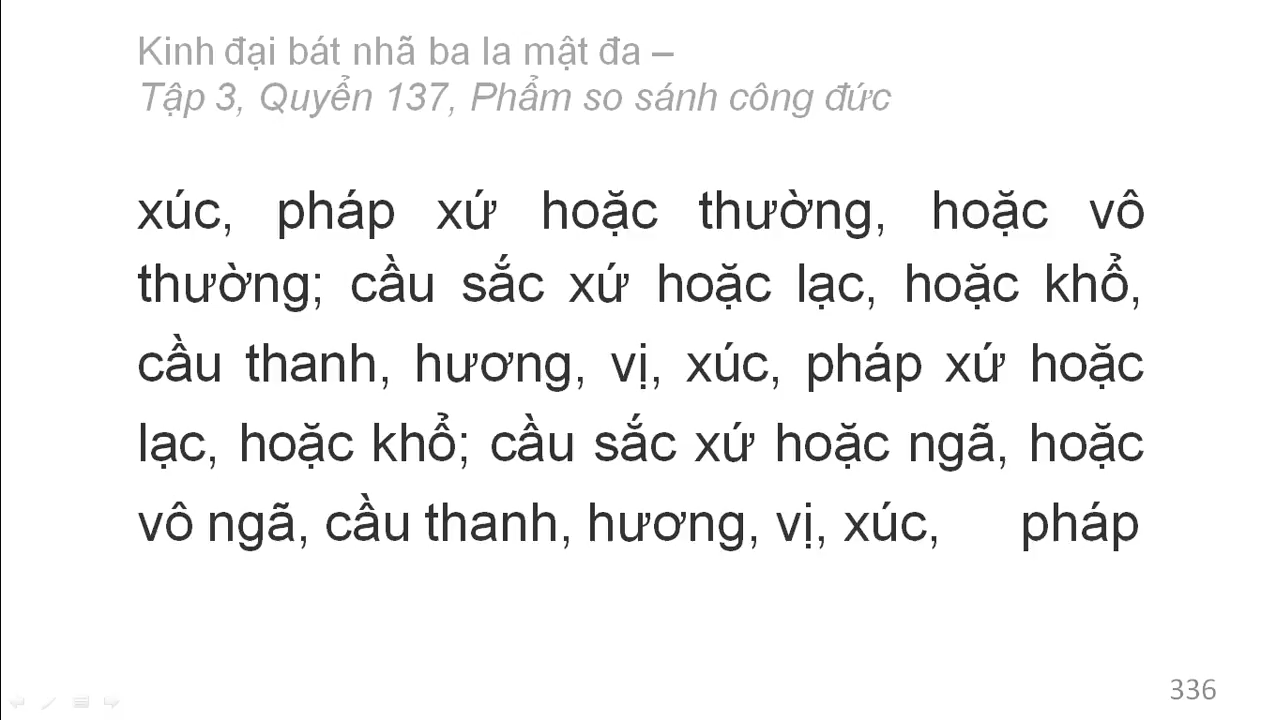 Kinh đại bát nhã ba la mật đa –
Tập 3, Quyển 137, Phẩm so sánh công đức
xúc, pháp xứ hoặc thường, hoặc vô
thường; cầu sắc xứ hoặc lạc, hoặc khổ,
cầu thanh, hương, vị, xúc, pháp xứ hoặc
lạc, hoặc khổ; cầu sắc xứ hoặc ngã, hoặc
vô ngã, cầu thanh, hương, vị, xúc, pháp
336